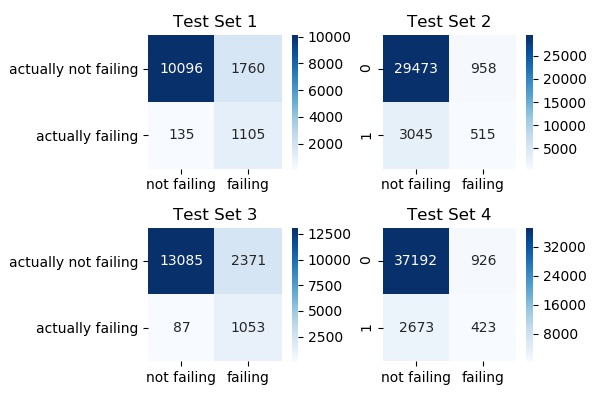 Test Set 1
actually not failing
10096 1760
actually failing
135 1105
not failing failing
10000
8000
6000
4000
2000
Test Set 2
0
29473 958
1
3045 515
not failing failing
25000
20000
15000
10000
5000
Test Set 3
actually not failing
13085 2371
actually failing
87 1053
not failing failing
12500
10000
7500
5000
2500
Test Set 4
0
37192 926
1
2673 423
not failing failing
32000
24000
16000
8000